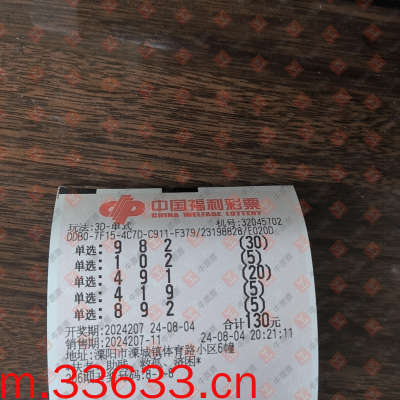 中国福利彩票
CHINA WELFARE LOTTERY
玩法:3D-单式 机号:32045702
DDB0-7F15-4C7D-C911-F379/23198828/E020D
单选: 9 8 2 (30)
单选: 1 0 2 (5)
单选: 4 9 1 (20)
单选: 4 1 9 (5)
单选: 8 9 2 (5)
开奖期:2024207 24-08-04 合计130元
销售期:2024207-11 24-08-04 20:21:11
地址:溧阳市溧城镇体育路小区6幢
m.33633.cn